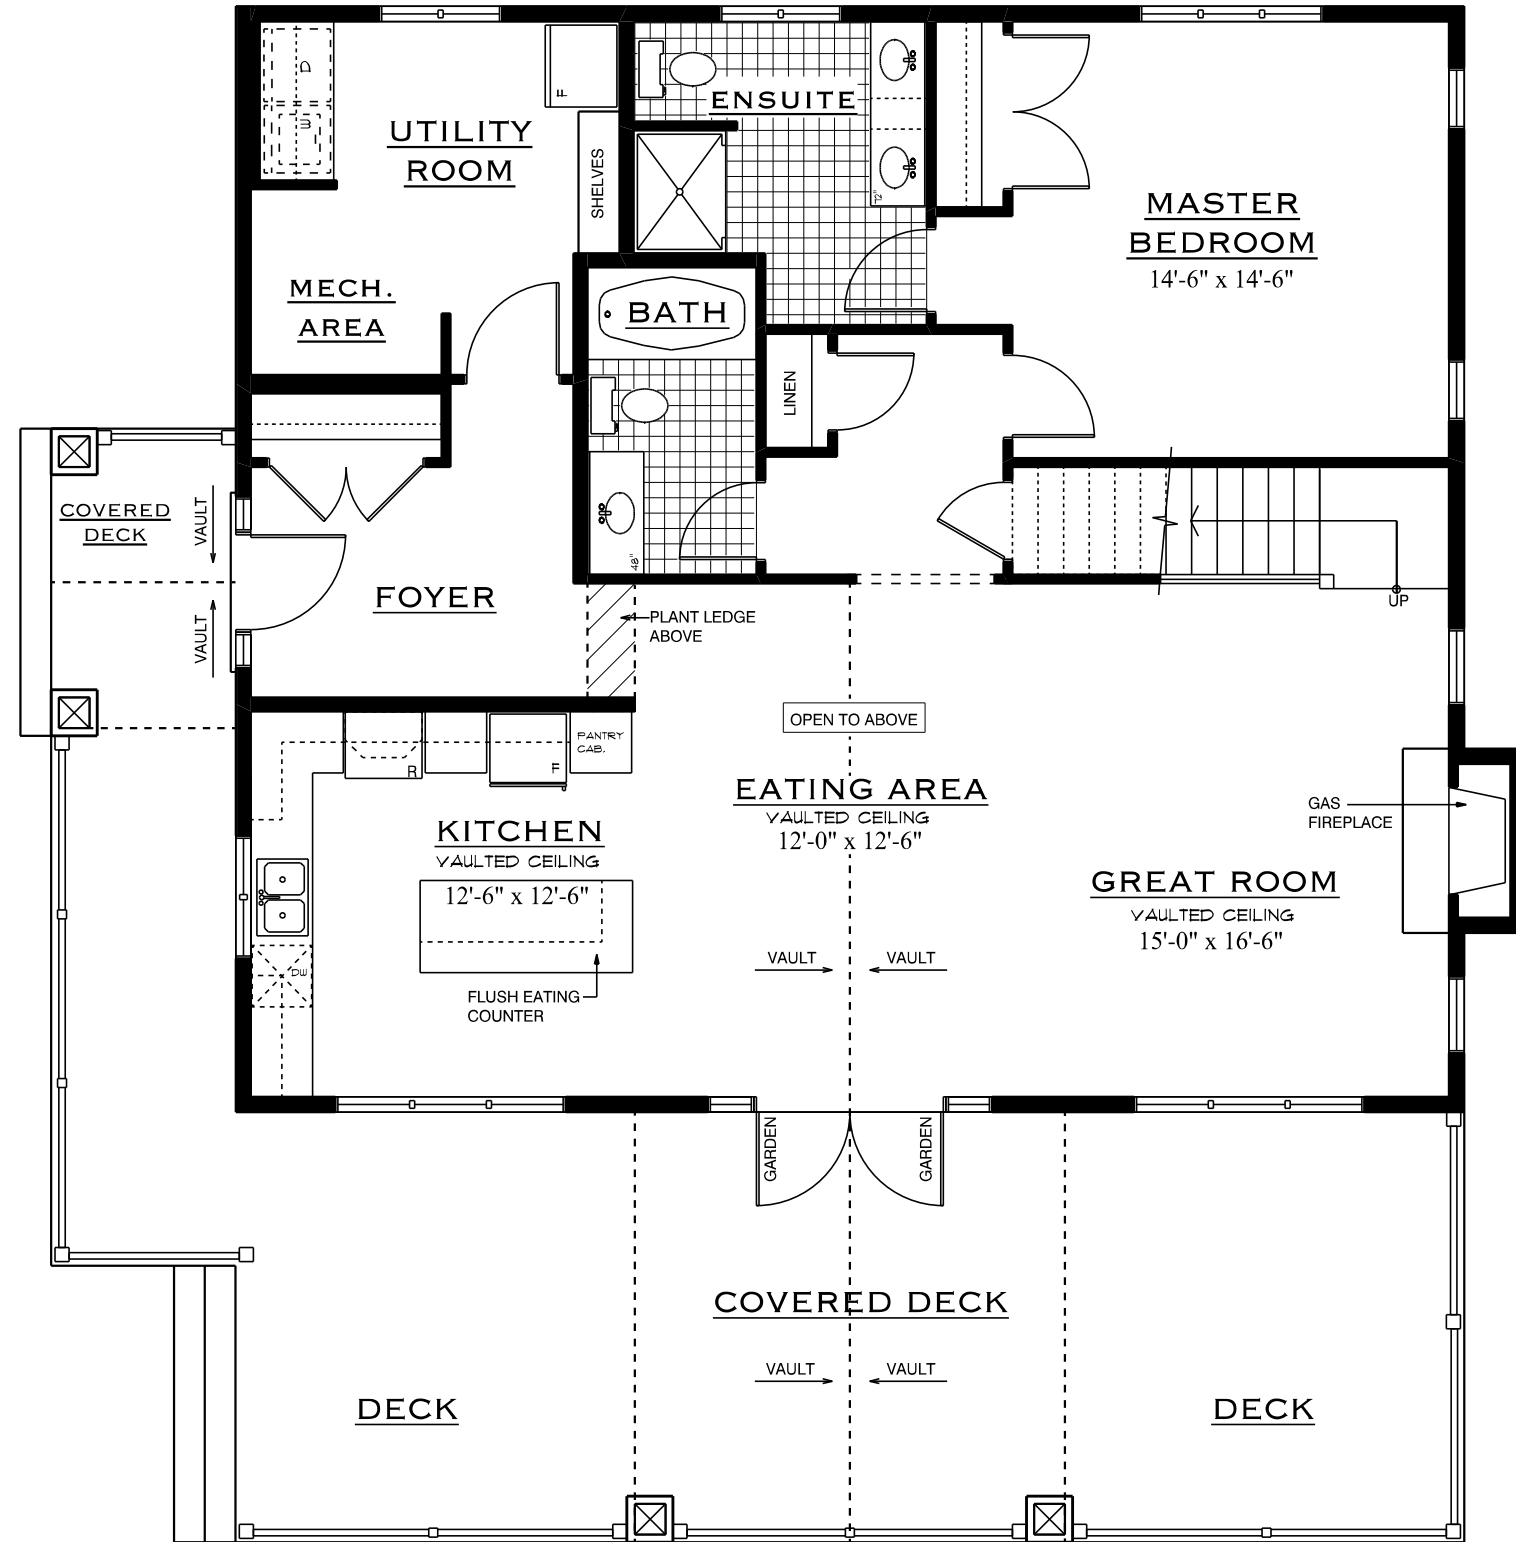 D
W
UTILITY
ROOM
F
SHELVES
ENSUITE
72"
MASTER
BEDROOM
14'-6" x 14'-6"
MECH.
AREA
BATH
LINEN
48"
COVERED
DECK
VAULT
VAULT
FOYER
PLANT LEDGE
ABOVE
UP
OPEN TO ABOVE
PANTRY
CAB.
R
F
EATING AREA
VAULTED CEILING
12'-0" x 12'-6"
KITCHEN
VAULTED CEILING
12'-6" x 12'-6"
GAS
FIREPLACE
GREAT ROOM
VAULTED CEILING
15'-0" x 16'-6"
DW
VAULT
VAULT
FLUSH EATING
COUNTER
GARDEN
GARDEN
COVERED DECK
VAULT
VAULT
DECK
DECK